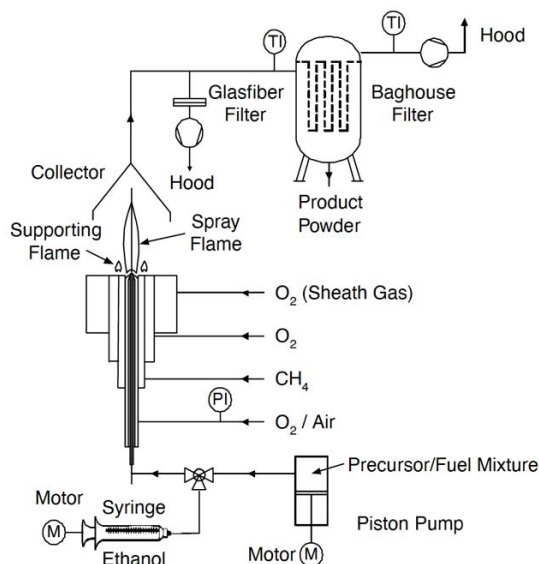 TI
TI
Hood
Glasfiber
Filter
Baghouse
Filter
Collector
Hood
Product
Powder
Supporting
Flame
Spray
Flame
O₂ (Sheath Gas)
O₂
CH₄
PI
O₂ / Air
Precursor/Fuel Mixture
Motor
Syringe
M
Ethanol
Piston Pump
Motor
M